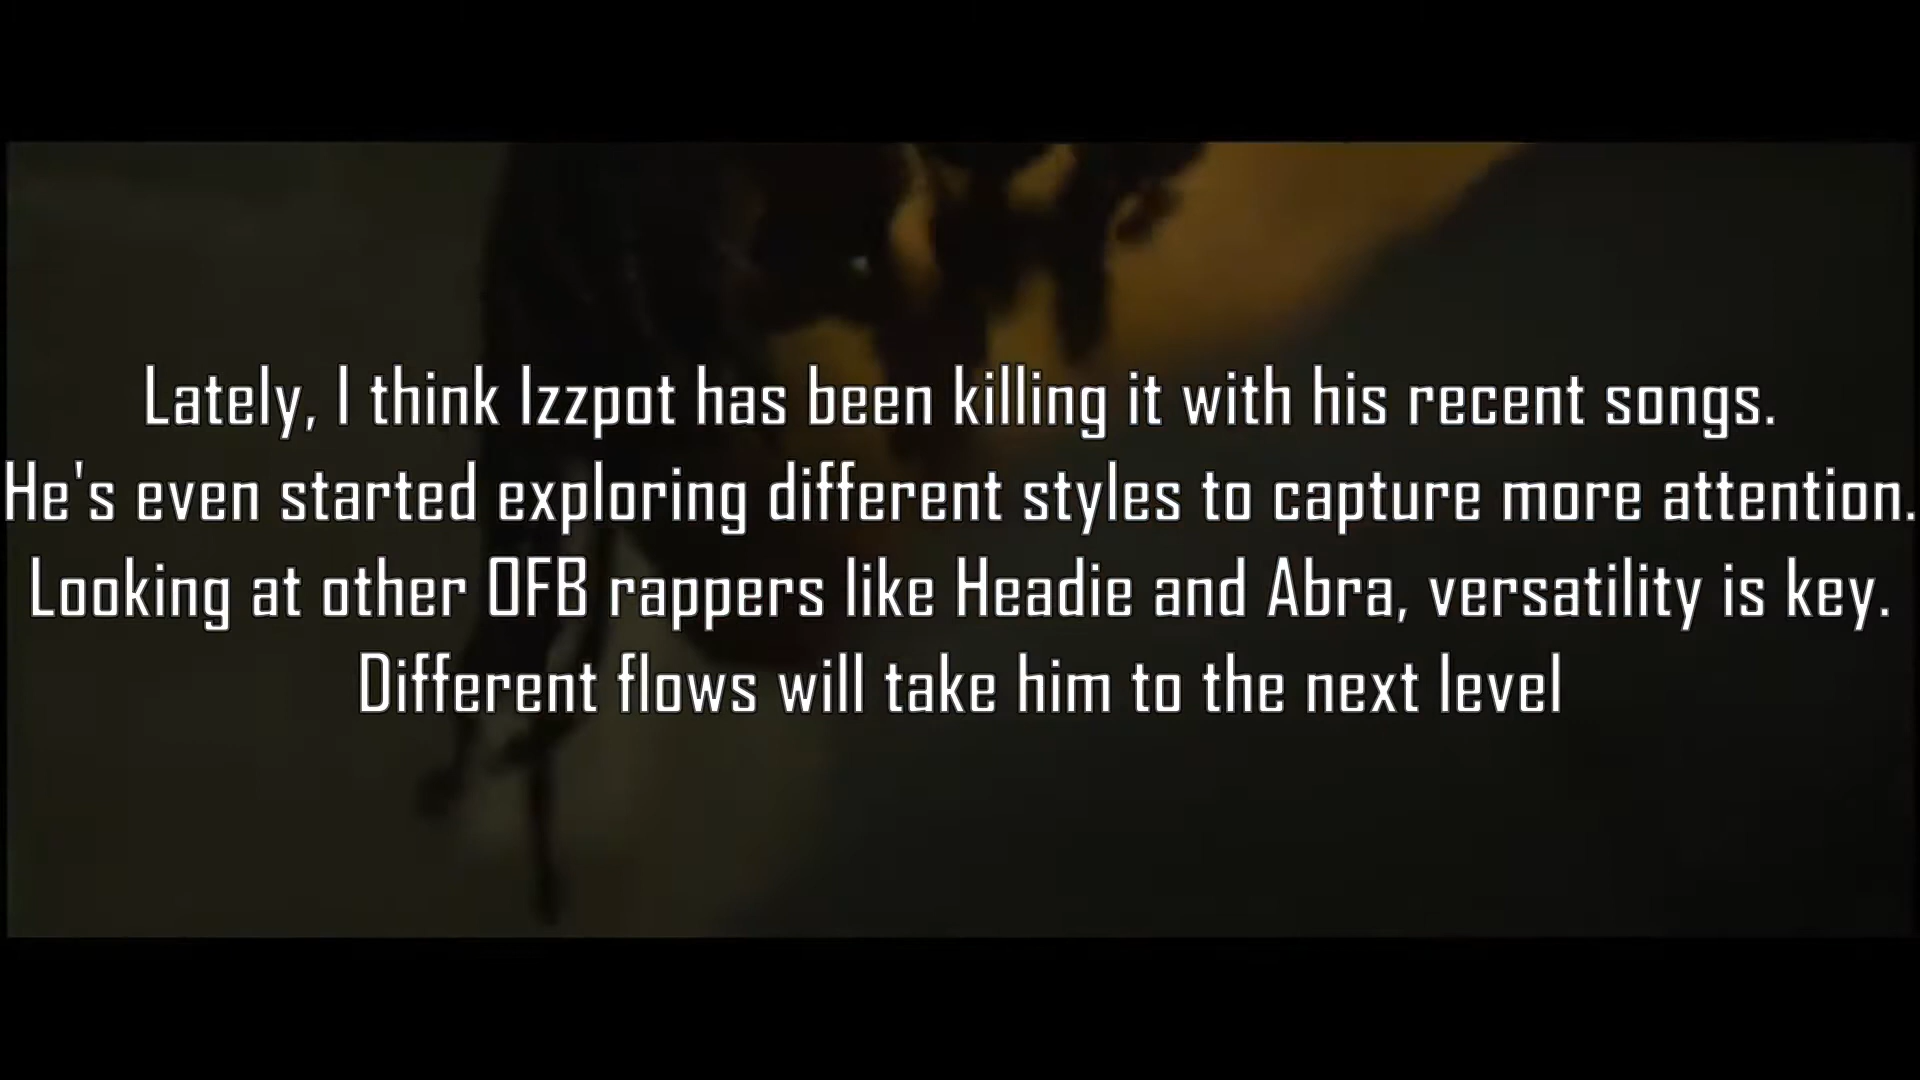 Lately, I think Izzpot has been killing it with his recent songs.
He's even started exploring different styles to capture more attention.
Looking at other OFB rappers like Headie and Abra, versatility is key.
Different flows will take him to the next level